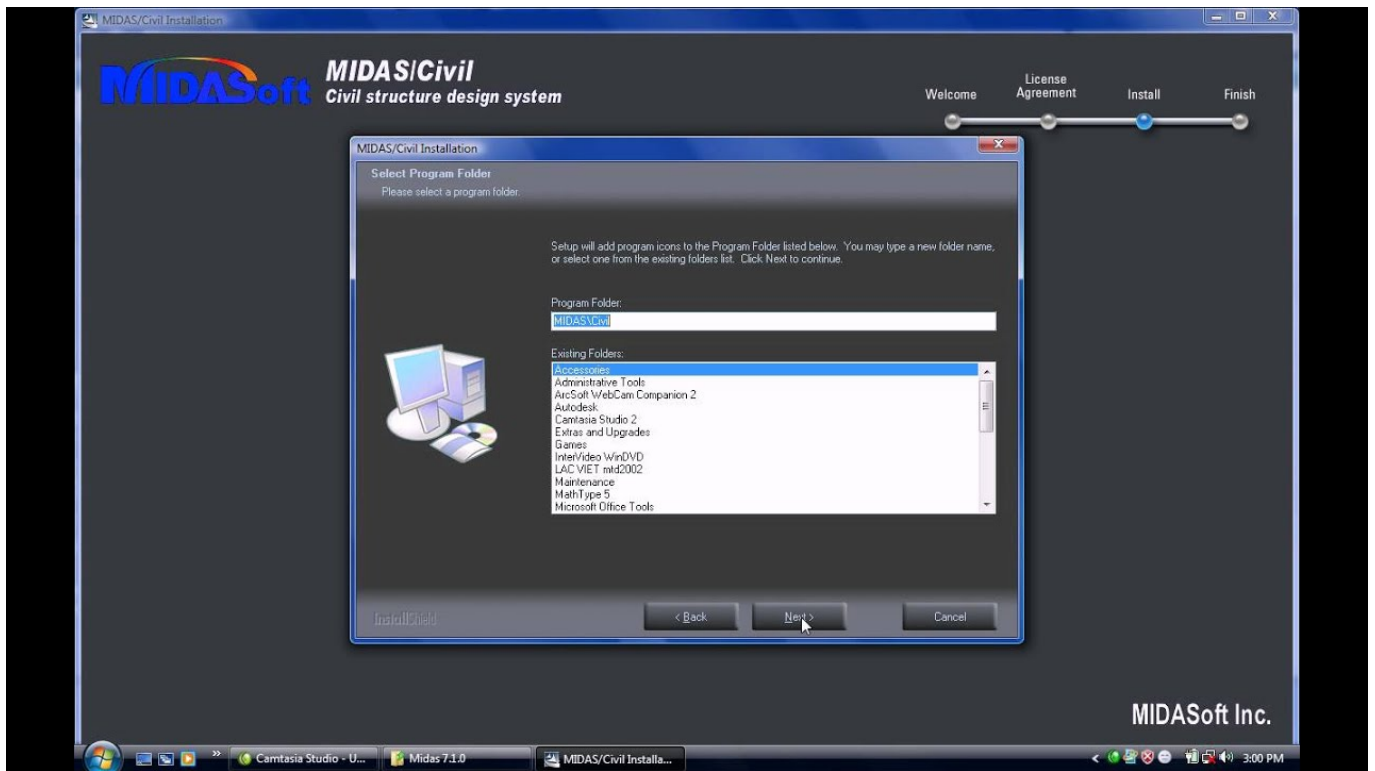 MIDAS/Civil Installation
MIDASoft
MIDAS/Civil
Civil structure design system
Welcome
License Agreement
Install
Finish
MIDAS/Civil Installation
Select Program Folder
Please select a program folder.
Setup will add program icons to the Program Folder listed below. You may type a new folder name,
or select one from the existing folders list. Click Next to continue.
Program Folder:
MIDAS\Civil
Existing Folders:
Accessories
Administrative Tools
ArcSoft WebCam Companion 2
Autodesk
Camtasia Studio 2
Extras and Upgrades
Games
InterVideo WinDVD
LAC VIET mtd2002
Maintenance
MathType 5
Microsoft Office Tools
InstallShield
< Back
Next >
Cancel
MIDASoft Inc.
Camtasia Studio - U...
Midas 7.1.0
MIDAS/Civil Installa...
3:00 PM